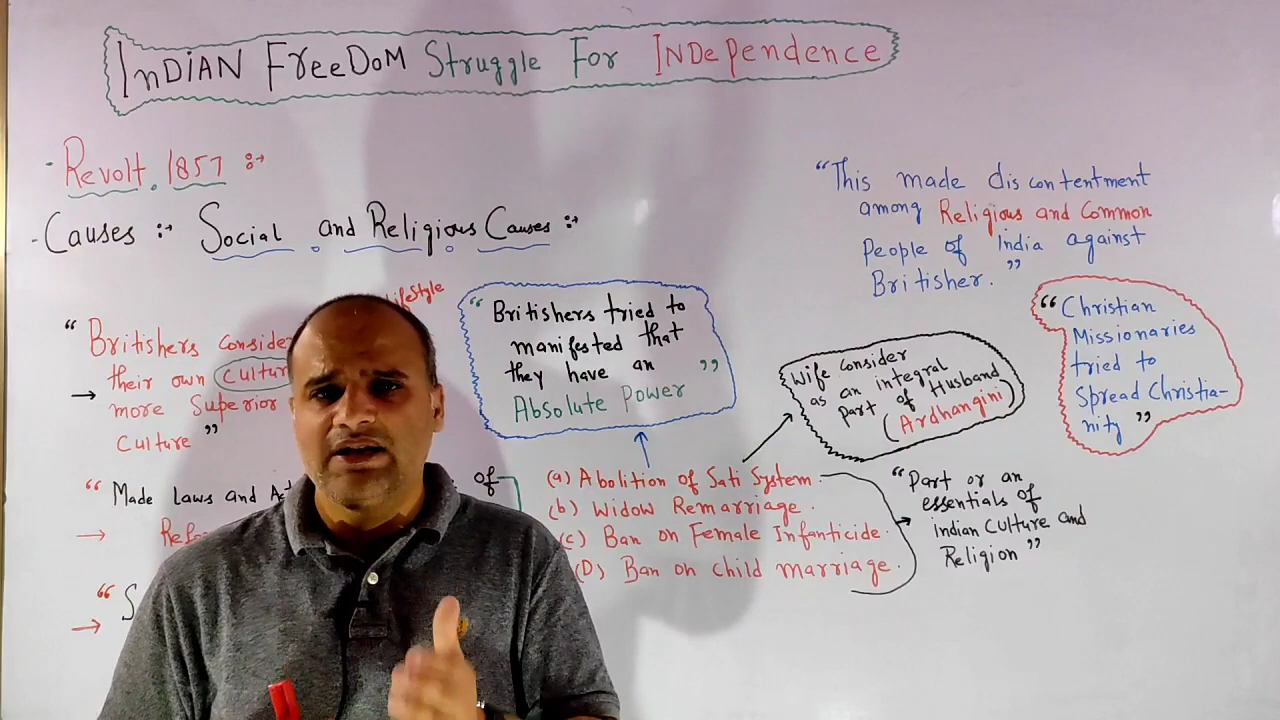 InDiAN FreeDoM Struggle For INDependence
Revolt 1857 :→
Causes :→ Social and Religious Causes :→
lifestyle
" Britishers Conside
→ their own Cultur
more Superior
Culture "
" Made Laws and of
→
"
→
" Britishers tried to
manifested that
they have an "
Absolute Power
(a) Abolition of Sati System.
(b) Widow Remarriage.
(c) Ban on Female Infanticide.
(D) Ban on Child Marriage.
Wife Consider
as an integral
part of Husband
(Ardhangini)
"Part or an
essentials of
indian Culture and
Religion"
"This made discontentment
among Religious and Common
People of India against
Britisher."
"Christian
Missionaries
tried to
Spread Christia-
nity"